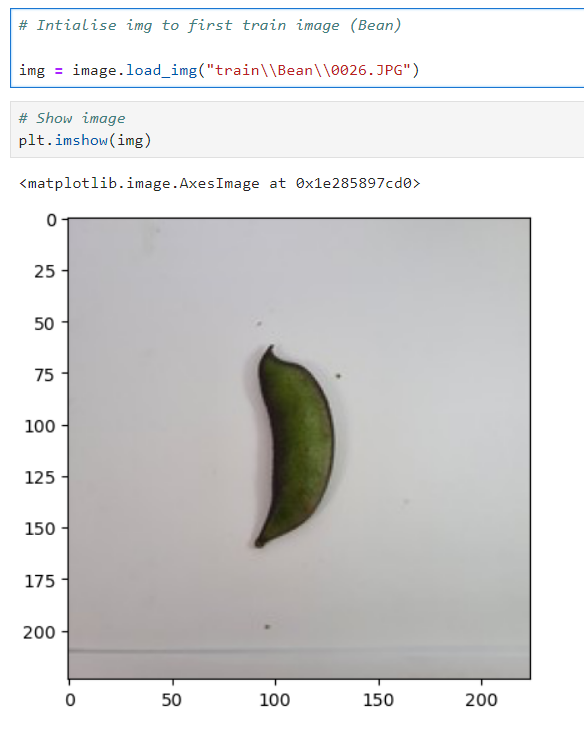 # Intialise img to first train image (Bean)
img = image.load_img("train\\Bean\\0026.JPG")
# Show image
plt.imshow(img)
<matplotlib.image.AxesImage at 0x1e285897cd0>
0
25
50
75
100
125
150
175
200
0 50 100 150 200